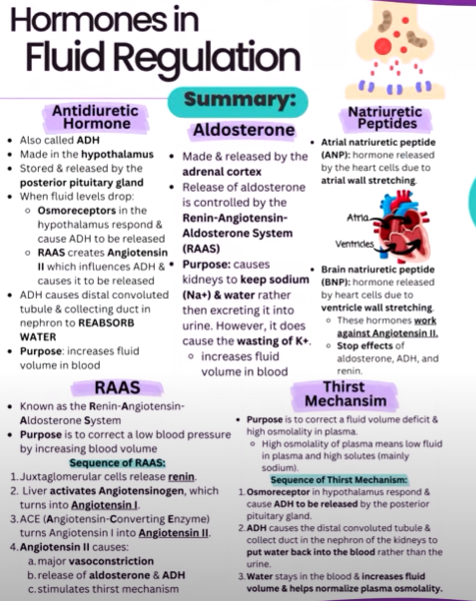 Hormones in
Fluid Regulation
Summary:
Antidiuretic
Hormone
• Also called ADH
• Made in the hypothalamus
• Stored & released by the
posterior pituitary gland
• When fluid levels drop:
○ Osmoreceptors in the
hypothalamus respond &
cause ADH to be released
○ RAAS creates Angiotensin
II which influences ADH &
causes it to be released
• ADH causes distal convoluted
tubule & collecting duct in
nephron to REABSORB
WATER
• Purpose: increases fluid
volume in blood
Aldosterone
• Made & released by the
adrenal cortex
• Release of aldosterone
is controlled by the
Renin-Angiotensin-
Aldosterone System
(RAAS)
• Purpose: causes
kidneys to keep sodium
(Na+) & water rather
then excreting it into
urine. However, it does
cause the wasting of K+.
○ increases fluid
volume in blood
Natriuretic
Peptides
• Atrial natriuretic peptide
(ANP): hormone released
by the heart cells due to
atrial wall stretching.
Atria
Ventricles
• Brain natriuretic peptide
(BNP): hormone released
by heart cells due to
ventricle wall stretching.
○ These hormones work
against Angiotensin II.
○ Stop effects of
aldosterone, ADH, and
renin.
RAAS
• Known as the Renin-Angiotensin-
Aldosterone System
• Purpose is to correct a low blood pressure
by increasing blood volume
Sequence of RAAS:
1. Juxtaglomerular cells release renin.
2. Liver activates Angiotensinogen, which
turns into Angiotensin I.
3. ACE (Angiotensin-Converting Enzyme)
turns Angiotensin I into Angiotensin II.
4. Angiotensin II causes:
a. major vasoconstriction
b. release of aldosterone & ADH
c. stimulates thirst mechanism
Thirst
Mechansim
• Purpose is to correct a fluid volume deficit &
high osmolality in plasma.
○ High osmolality of plasma means low fluid
in plasma and high solutes (mainly
sodium).
Sequence of Thirst Mechanism:
1. Osmoreceptor in hypothalamus respond &
cause ADH to be released by the posterior
pituitary gland.
2. ADH causes the distal convoluted tubule &
collect duct in the nephron of the kidneys to
put water back into the blood rather than the
urine.
3. Water stays in the blood & increases fluid
volume & helps normalize plasma osmolality.